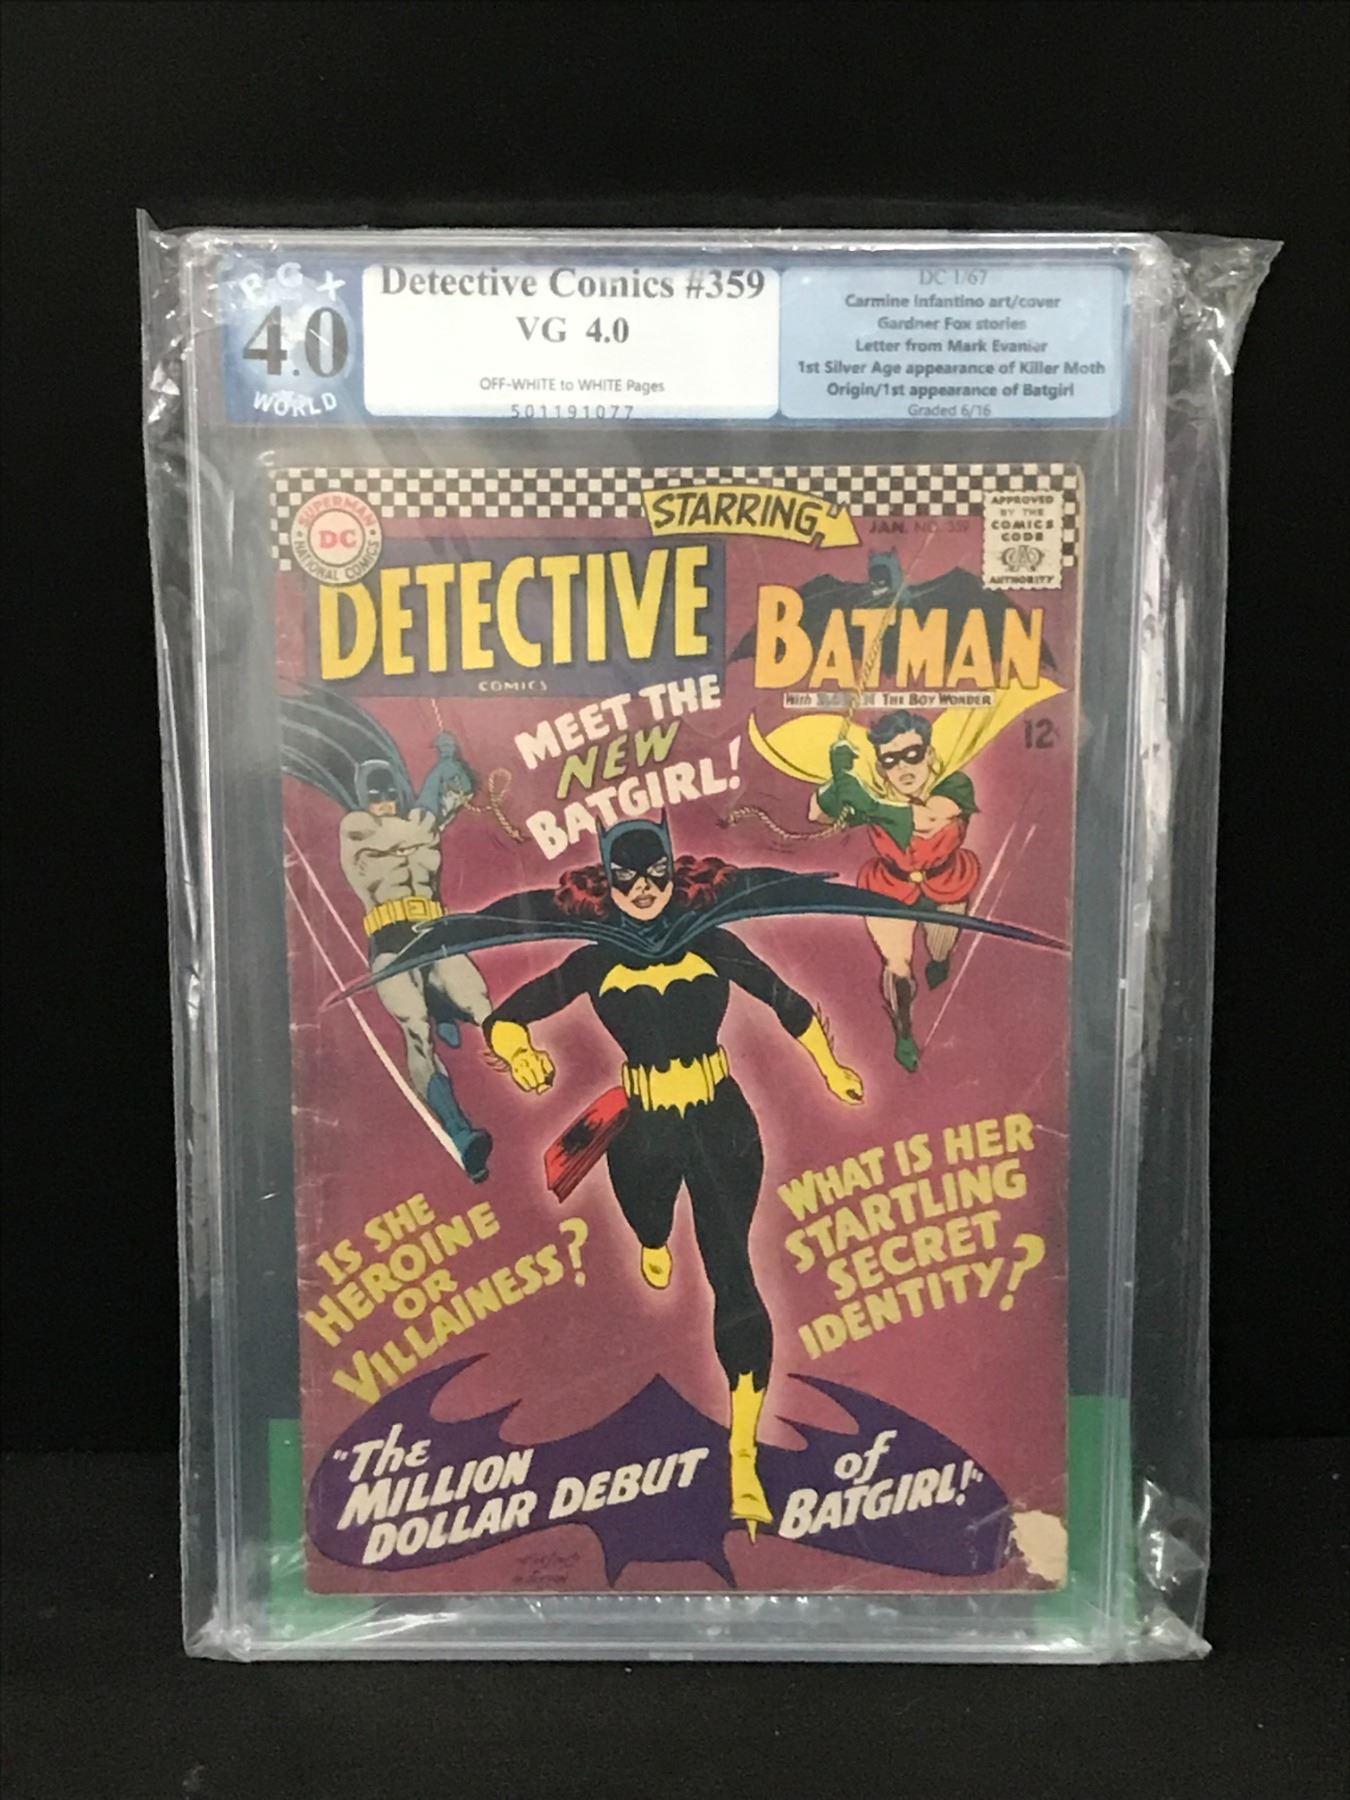 PGX
4.0
WORLD
Detective Comics #359
VG 4.0
OFF-WHITE to WHITE Pages
501191077
DC 1/67
Carmine Infantino art/cover
Gardner Fox stories
Letter from Mark Evanier
1st Silver Age appearance of Killer Moth
Origin/1st appearance of Batgirl
Graded 6/16
SUPERMAN
DC
NATIONAL COMICS
STARRING
JAN. NO. 359
APPROVED
BY THE
COMICS
CODE
CA
AUTHORITY
DETECTIVE
COMICS
BATMAN
With ROBIN THE BOY WONDER
12¢
MEET THE
NEW
BATGIRL!
IS SHE
HEROINE
OR
VILLAINESS?
WHAT IS HER
STARTLING
SECRET
IDENTITY?
"The
MILLION
DOLLAR DEBUT
of
BATGIRL!"